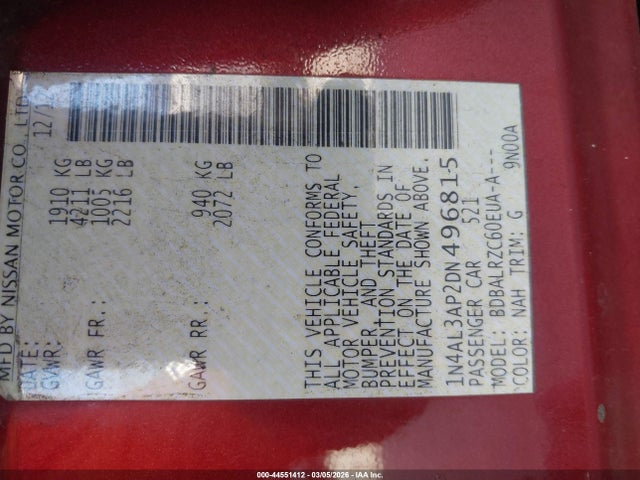 MFD BY NISSAN MOTOR CO., LTD.
DATE: 12/1
GVWR: 1910 KG
4211 LB
GAWR FR.: 1005 KG
2216 LB
GAWR RR.: 940 KG
2072 LB
THIS VEHICLE CONFORMS TO
ALL APPLICABLE FEDERAL
MOTOR VEHICLE SAFETY,
BUMPER, AND THEFT
PREVENTION STANDARDS IN
EFFECT ON THE DATE OF
MANUFACTURE SHOWN ABOVE.
1N4AL3AP2DN496815
PASSENGER CAR 521
MODEL: BDBALRZC60EUA-A---
COLOR: NAH TRIM: G 9N00A
000-44551412 - 03/05/2026 - IAA Inc.